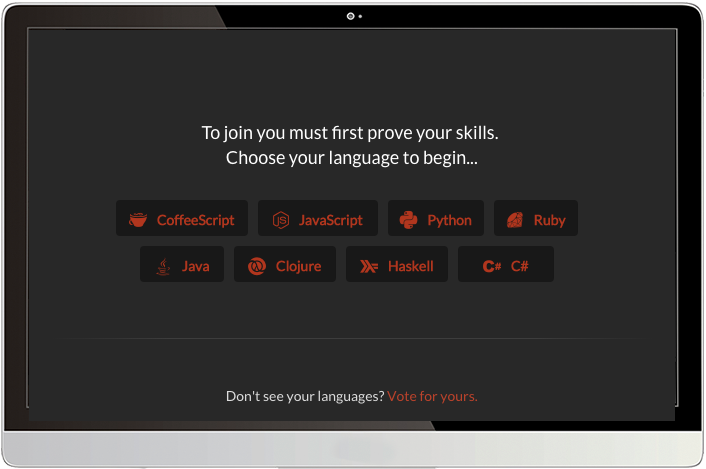 To join you must first prove your skills.
Choose your language to begin...
CoffeeScript JS JavaScript Python Ruby
Java Clojure Haskell C# C#
Don't see your languages? Vote for yours.